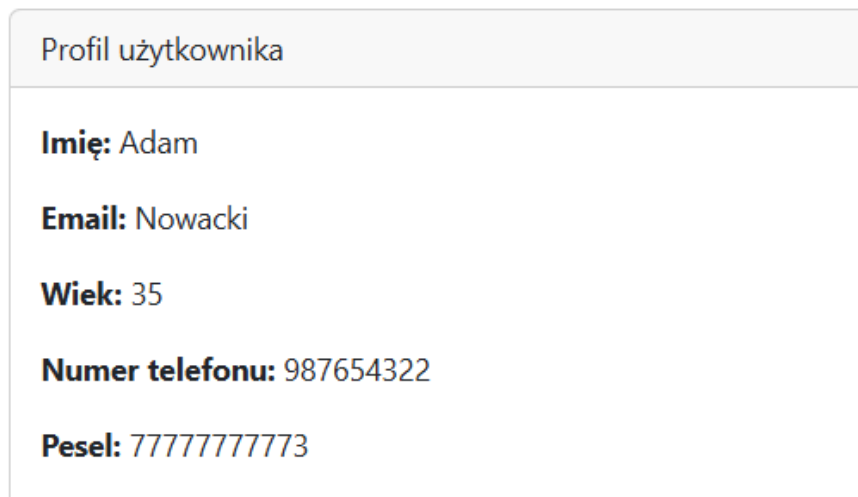 Profil użytkownika
Imię: Adam
Email: Nowacki
Wiek: 35
Numer telefonu: 987654322
Pesel: 77777777773